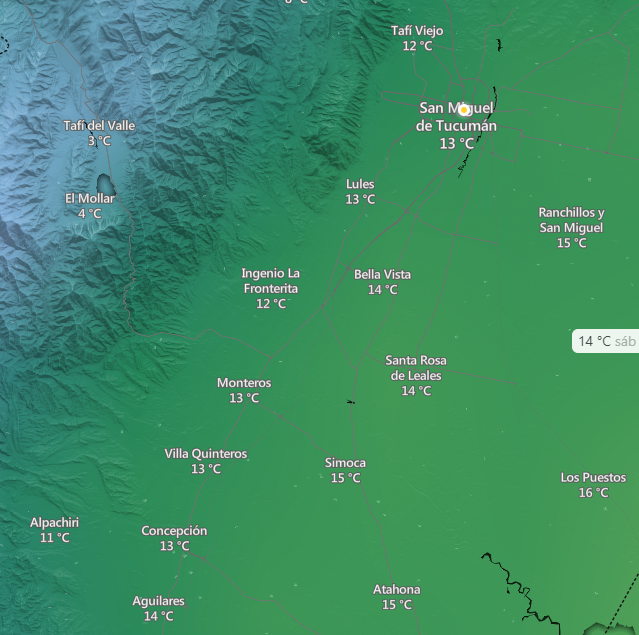 Tafí Viejo
12 °C
San Miguel
de Tucumán
13 °C
Tafí del Valle
3 °C
El Mollar
4 °C
Lules
13 °C
Ranchillos y
San Miguel
15 °C
Ingenio La
Fronterita
12 °C
Bella Vista
14 °C
14 °C sáb
Santa Rosa
de Leales
14 °C
Monteros
13 °C
Villa Quinteros
13 °C
Simoca
15 °C
Los Puestos
16 °C
Alpachiri
11 °C
Concepción
13 °C
Aguilares
14 °C
Atahona
15 °C